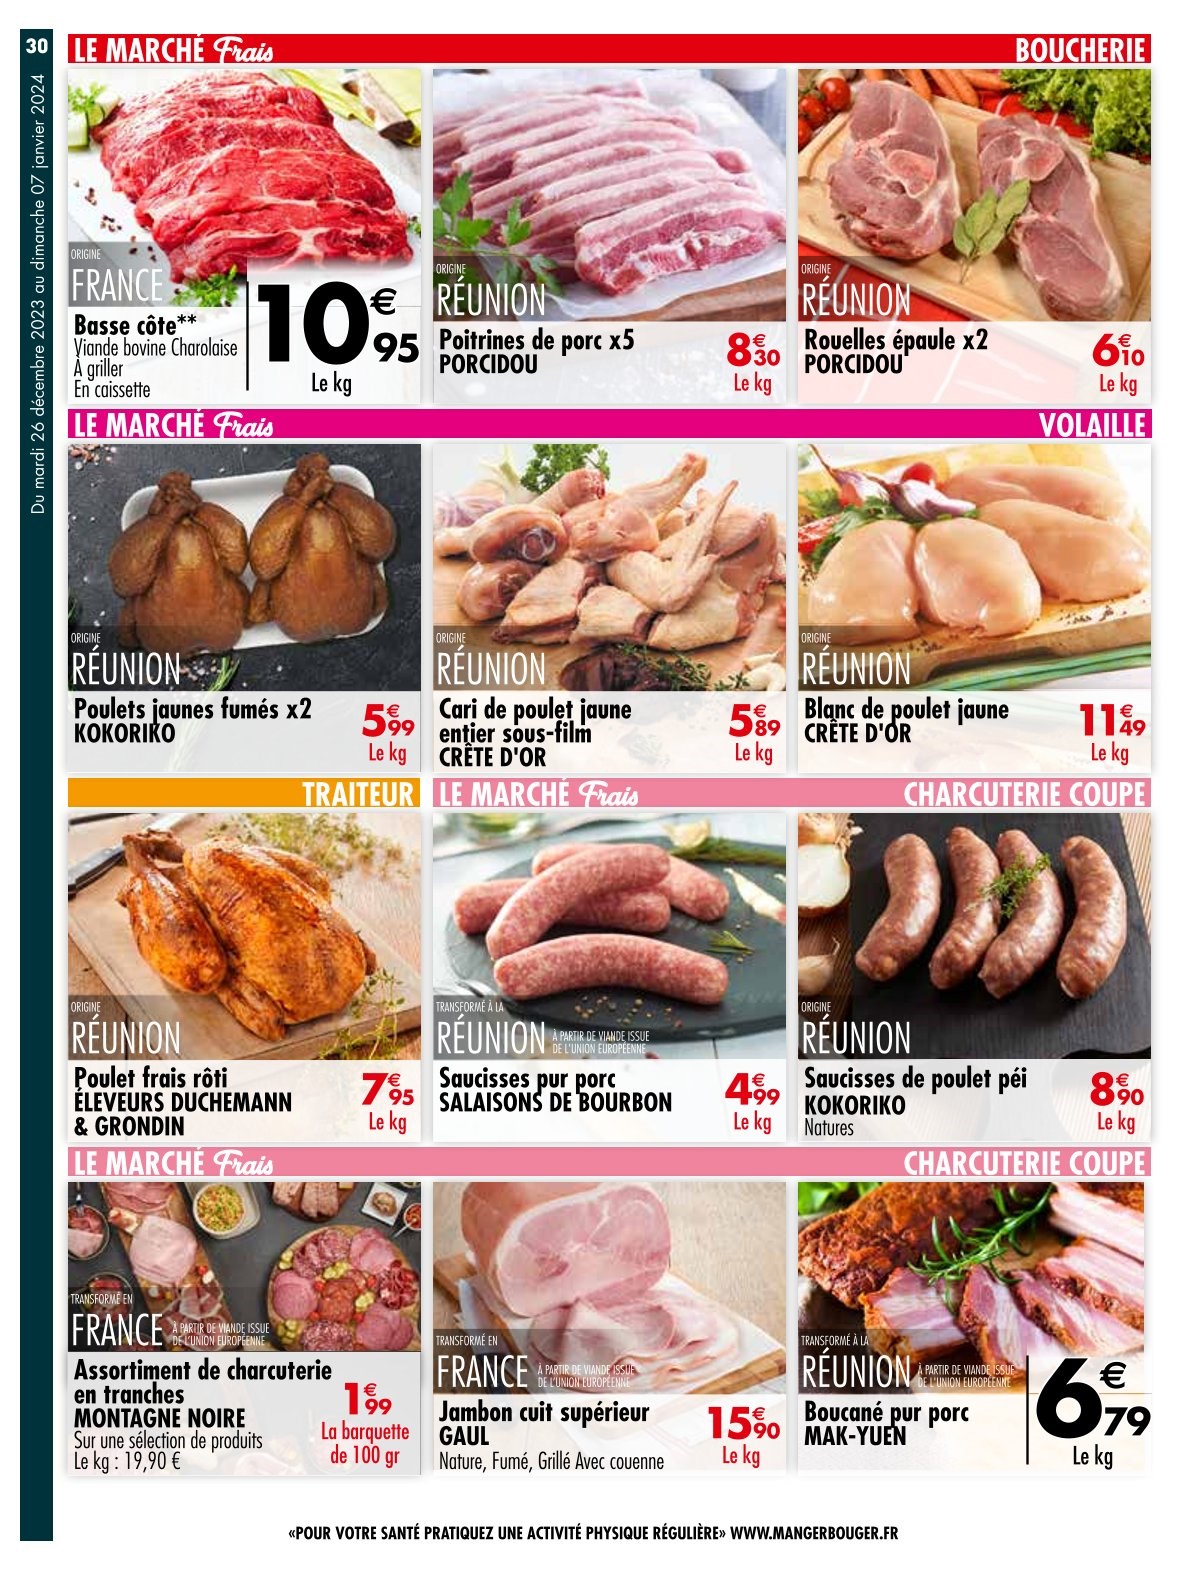 30
Du mardi 26 décembre 2023 au dimanche 07 janvier 2024
LE MARCHÉ Frais
BOUCHERIE
ORIGINE
FRANCE
Basse côte**
Viande bovine Charolaise
À griller
En caissette
10€95
Le kg
ORIGINE
RÉUNION
Poitrines de porc x5
PORCIDOU
8€30
Le kg
ORIGINE
RÉUNION
Rouelles épaule x2
PORCIDOU
6€10
Le kg
LE MARCHÉ Frais
VOLAILLE
ORIGINE
RÉUNION
Poulets jaunes fumés x2
KOKORIKO
5€99
Le kg
ORIGINE
RÉUNION
Cari de poulet jaune
entier sous-film
CRÊTE D'OR
5€89
Le kg
ORIGINE
RÉUNION
Blanc de poulet jaune
CRÊTE D'OR
11€49
Le kg
TRAITEUR
ORIGINE
RÉUNION
Poulet frais rôti
ÉLEVEURS DUCHEMANN
& GRONDIN
7€95
Le kg
LE MARCHÉ Frais
CHARCUTERIE COUPE
TRANSFORMÉ À LA
RÉUNION
À PARTIR DE VIANDE ISSUE
DE L'UNION EUROPÉENNE
Saucisses pur porc
SALAISONS DE BOURBON
4€99
Le kg
ORIGINE
RÉUNION
Saucisses de poulet péi
KOKORIKO
Natures
8€90
Le kg
LE MARCHÉ Frais
CHARCUTERIE COUPE
TRANSFORMÉ EN
FRANCE
À PARTIR DE VIANDE ISSUE
DE L'UNION EUROPÉENNE
Assortiment de charcuterie
en tranches
MONTAGNE NOIRE
Sur une sélection de produits
Le kg : 19,90 €
1€99
La barquette
de 100 gr
TRANSFORMÉ EN
FRANCE
À PARTIR DE VIANDE ISSUE
DE L'UNION EUROPÉENNE
Jambon cuit supérieur
GAUL
Nature, Fumé, Grillé Avec couenne
15€90
Le kg
TRANSFORMÉ À LA
RÉUNION
À PARTIR DE VIANDE ISSUE
DE L'UNION EUROPÉENNE
Boucané pur porc
MAK-YUEN
6€79
Le kg
«POUR VOTRE SANTÉ PRATIQUEZ UNE ACTIVITÉ PHYSIQUE RÉGULIÈRE» WWW.MANGERBOUGER.FR